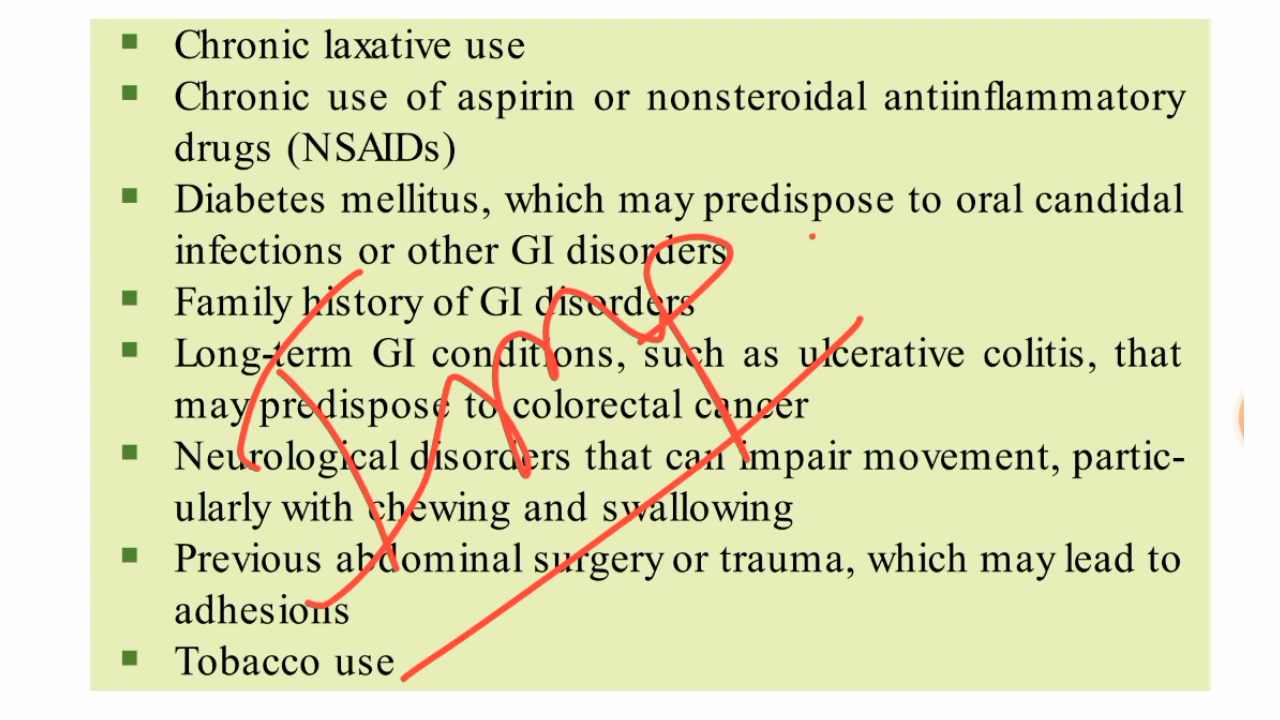 ▪ Chronic laxative use
▪ Chronic use of aspirin or nonsteroidal antiinflammatory
drugs (NSAIDs)
▪ Diabetes mellitus, which may predispose to oral candidal
infections or other GI disorders
▪ Family history of GI disorders
▪ Long-term GI conditions, such as ulcerative colitis, that
may predispose to colorectal cancer
▪ Neurological disorders that can impair movement, partic-
ularly with chewing and swallowing
▪ Previous abdominal surgery or trauma, which may lead to
adhesions
▪ Tobacco use
Imp